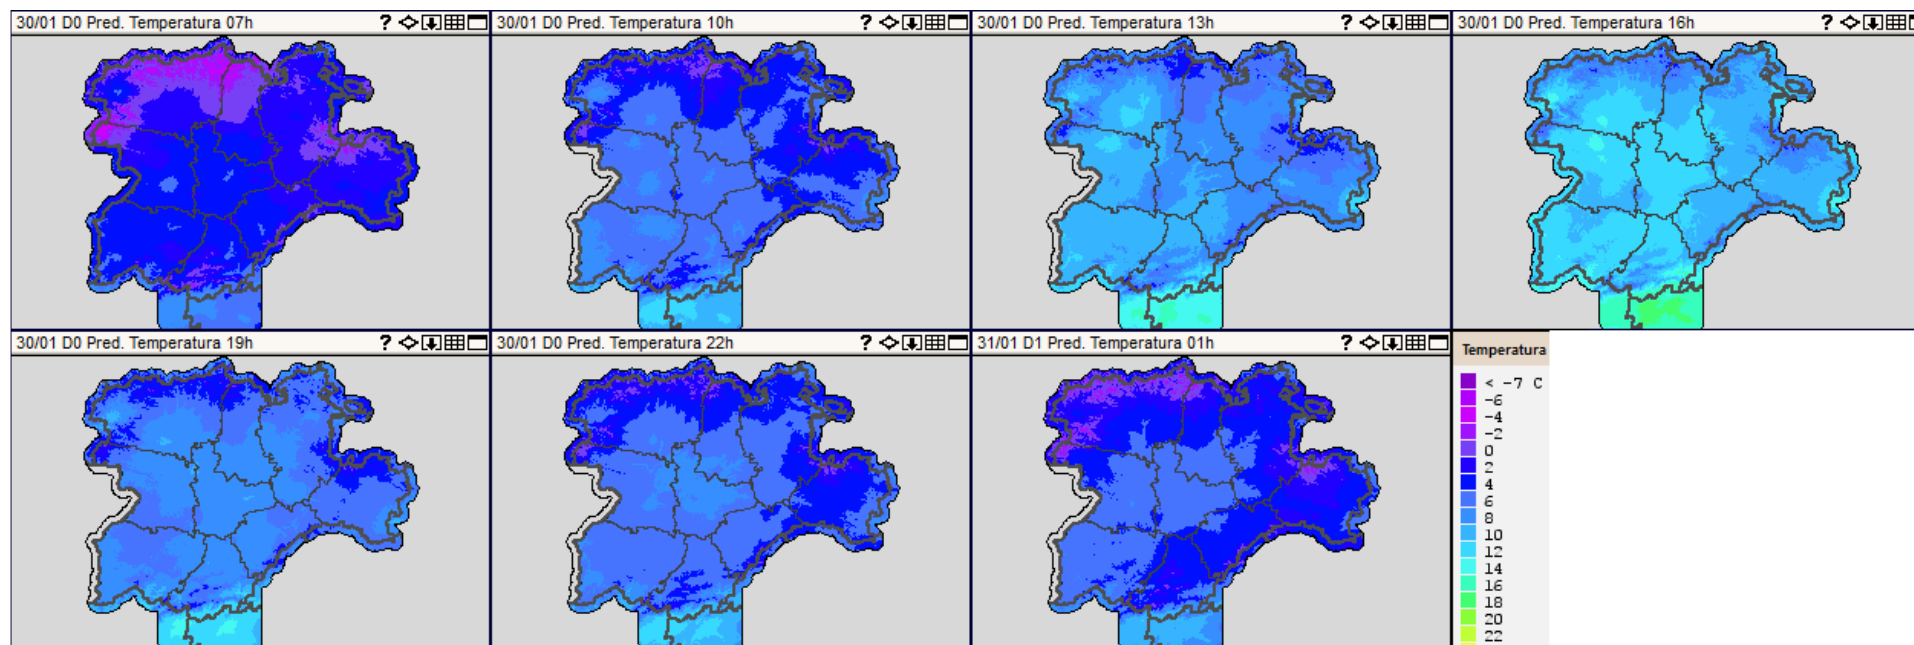 30/01 D0 Pred. Temperatura 07h ?
30/01 D0 Pred. Temperatura 10h ?
30/01 D0 Pred. Temperatura 13h ?
30/01 D0 Pred. Temperatura 16h ?
30/01 D0 Pred. Temperatura 19h ?
30/01 D0 Pred. Temperatura 22h ?
31/01 D1 Pred. Temperatura 01h ?
Temperatura
< -7 C
-6
-4
-2
0
2
4
6
8
10
12
14
16
18
20
22